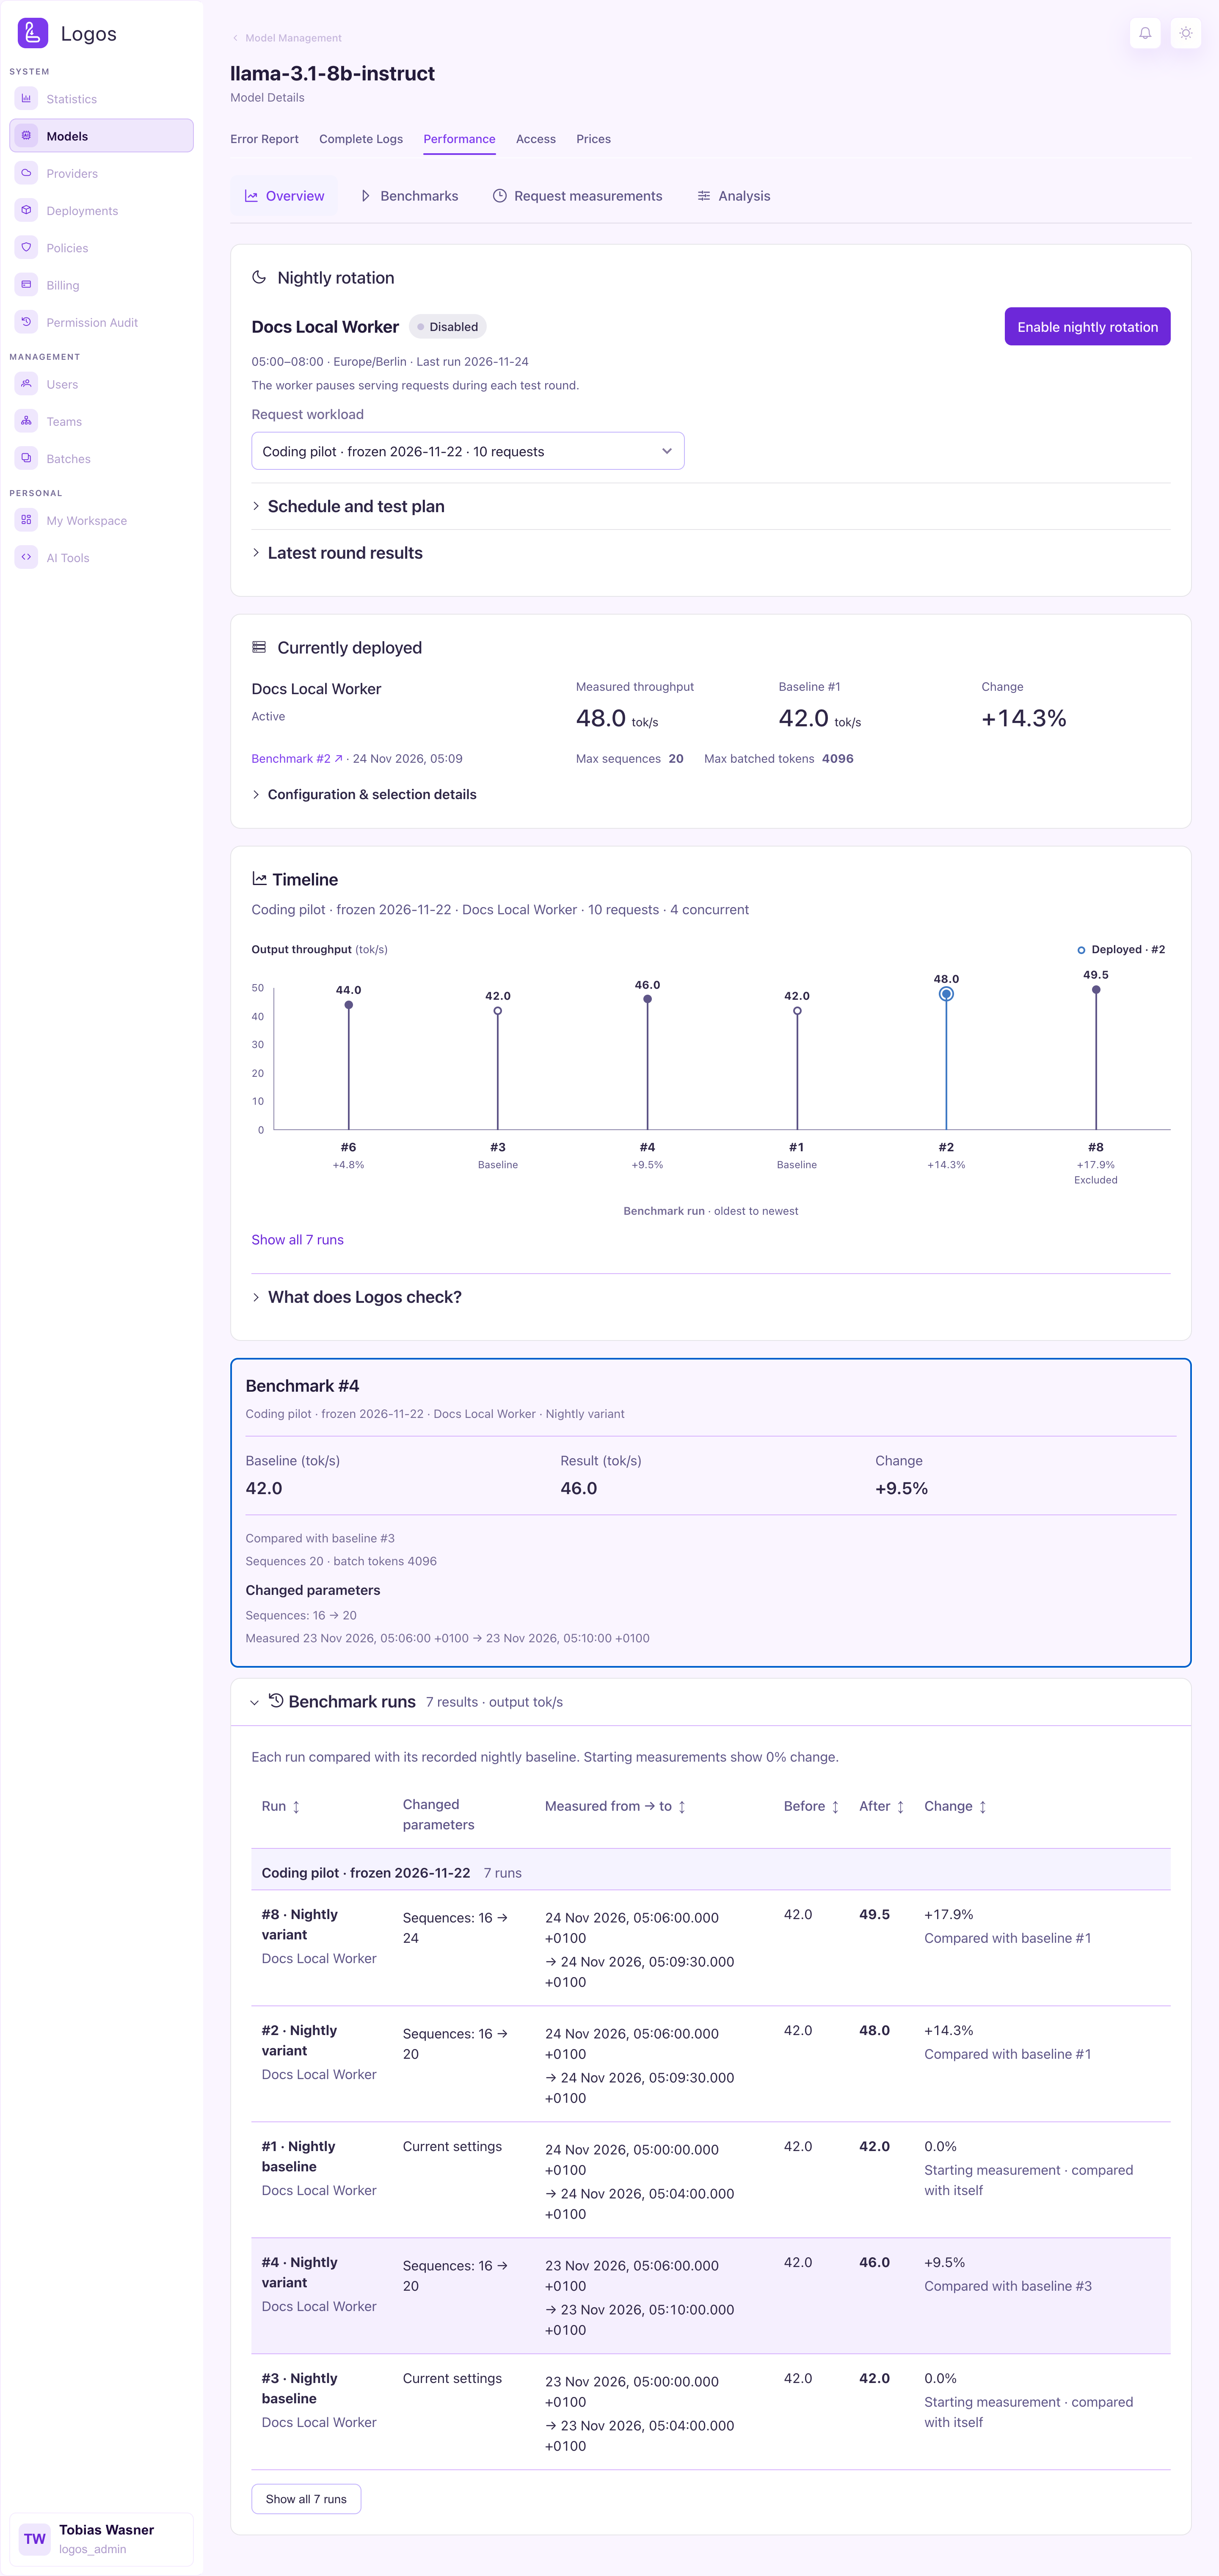 Logos
SYSTEM
Statistics
Models
Providers
Deployments
Policies
Billing
Permission Audit
MANAGEMENT
Users
Teams
Batches
PERSONAL
My Workspace
AI Tools
TW
Tobias Wasner
logos_admin
Model Management
llama-3.1-8b-instruct
Model Details
Error Report
Complete Logs
Performance
Access
Prices
Overview
Benchmarks
Request measurements
Analysis
Nightly rotation
Docs Local Worker
Disabled
Enable nightly rotation
05:00–08:00 · Europe/Berlin · Last run 2026-11-24
The worker pauses serving requests during each test round.
Request workload
Coding pilot · frozen 2026-11-22 · 10 requests
Schedule and test plan
Latest round results
Currently deployed
Docs Local Worker
Active
Measured throughput
48.0 tok/s
Baseline #1
42.0 tok/s
Change
+14.3%
Benchmark #2 ↗ · 24 Nov 2026, 05:09
Max sequences 20
Max batched tokens 4096
Configuration & selection details
Timeline
Coding pilot · frozen 2026-11-22 · Docs Local Worker · 10 requests · 4 concurrent
Output throughput (tok/s)
Deployed · #2
50
40
30
20
10
0
44.0
42.0
46.0
42.0
48.0
49.5
#6
+4.8%
#3
Baseline
#4
+9.5%
#1
Baseline
#2
+14.3%
#8
+17.9%
Excluded
Benchmark run · oldest to newest
Show all 7 runs
What does Logos check?
Benchmark #4
Coding pilot · frozen 2026-11-22 · Docs Local Worker · Nightly variant
Baseline (tok/s)
42.0
Result (tok/s)
46.0
Change
+9.5%
Compared with baseline #3
Sequences 20 · batch tokens 4096
Changed parameters
Sequences: 16 → 20
Measured 23 Nov 2026, 05:06:00 +0100 → 23 Nov 2026, 05:10:00 +0100
Benchmark runs 7 results · output tok/s
Each run compared with its recorded nightly baseline. Starting measurements show 0% change.
Run
Changed
parameters
Measured from → to
Before
After
Change
Coding pilot · frozen 2026-11-22 7 runs
#8 · Nightly
variant
Docs Local Worker
Sequences: 16 →
24
24 Nov 2026, 05:06:00.000
+0100
→ 24 Nov 2026, 05:09:30.000
+0100
42.0
49.5
+17.9%
Compared with baseline #1
#2 · Nightly
variant
Docs Local Worker
Sequences: 16 →
20
24 Nov 2026, 05:06:00.000
+0100
→ 24 Nov 2026, 05:09:30.000
+0100
42.0
48.0
+14.3%
Compared with baseline #1
#1 · Nightly
baseline
Docs Local Worker
Current settings
24 Nov 2026, 05:00:00.000
+0100
→ 24 Nov 2026, 05:04:00.000
+0100
42.0
42.0
0.0%
Starting measurement · compared
with itself
#4 · Nightly
variant
Docs Local Worker
Sequences: 16 →
20
23 Nov 2026, 05:06:00.000
+0100
→ 23 Nov 2026, 05:10:00.000
+0100
42.0
46.0
+9.5%
Compared with baseline #3
#3 · Nightly
baseline
Docs Local Worker
Current settings
23 Nov 2026, 05:00:00.000
+0100
→ 23 Nov 2026, 05:04:00.000
+0100
42.0
42.0
0.0%
Starting measurement · compared
with itself
Show all 7 runs